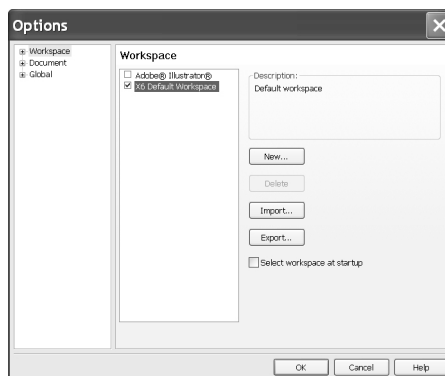 Options
Workspace
Document
Global
Workspace
Adobe® Illustrator®
X6 Default Workspace
Description:
Default workspace
New...
Delete
Import...
Export...
Select workspace at startup
OK
Cancel
Help